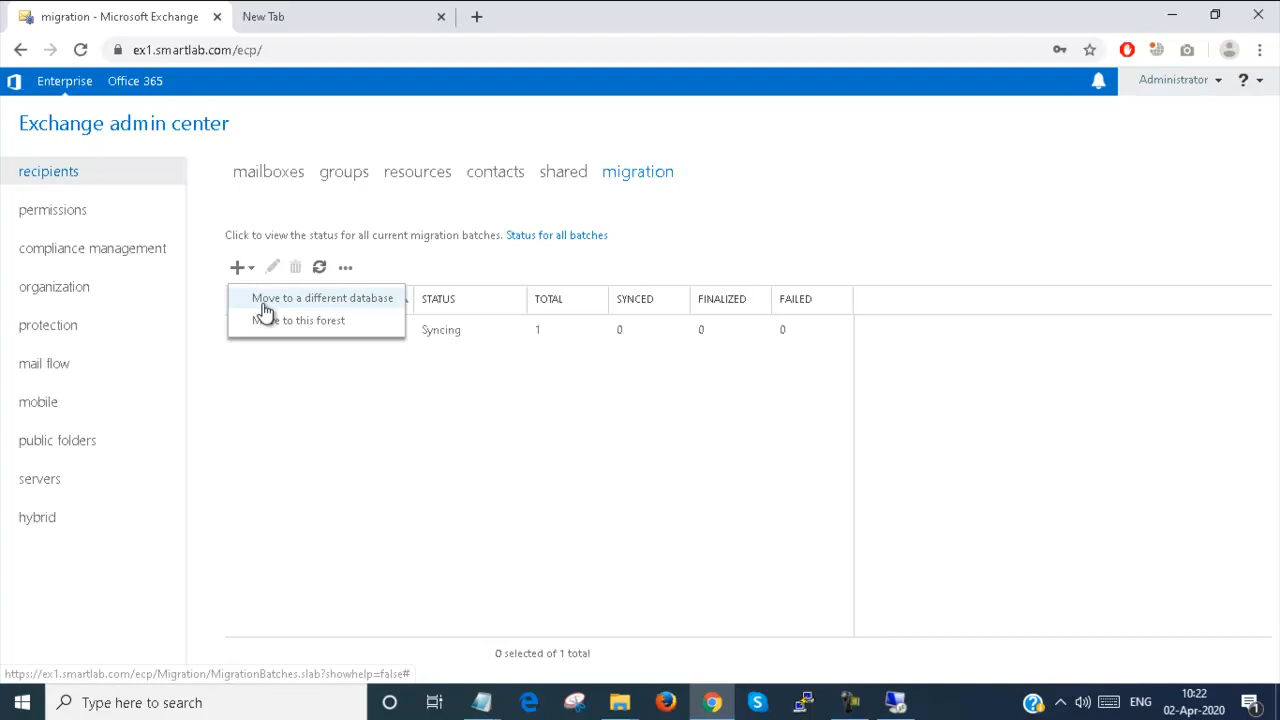 migration - Microsoft Exchange
New Tab
ex1.smartlab.com/ecp/
Enterprise Office 365
Administrator ?
Exchange admin center
recipients
permissions
compliance management
organization
protection
mail flow
mobile
public folders
servers
hybrid
mailboxes groups resources contacts shared migration
Click to view the status for all current migration batches. Status for all batches
Move to a different database
to this forest
STATUS TOTAL SYNCED FINALIZED FAILED
Syncing 1 0 0 0
0 selected of 1 total
https://ex1.smartlab.com/ecp/Migration/MigrationBatches.slab?showhelp=false#
Type here to search
ENG
10:22
02-Apr-2020
1